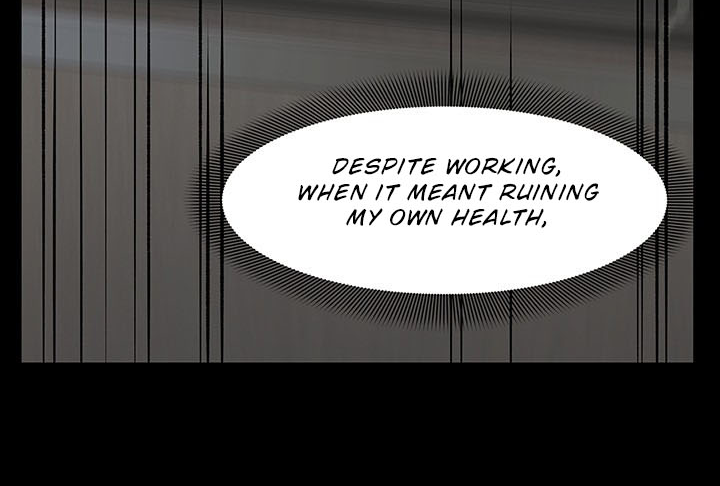 DESPITE WORKING,
WHEN IT MEANT RUINING
MY OWN HEALTH,